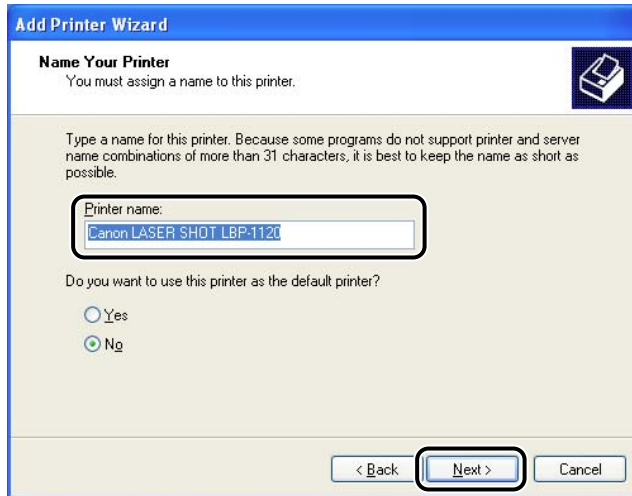 Add Printer Wizard
Name Your Printer
You must assign a name to this printer.
Type a name for this printer. Because some programs do not support printer and server
name combinations of more than 31 characters, it is best to keep the name as short as
possible.
Printer name:
Canon LASER SHOT LBP-1120
Do you want to use this printer as the default printer?
Yes
No
< Back
Next >
Cancel